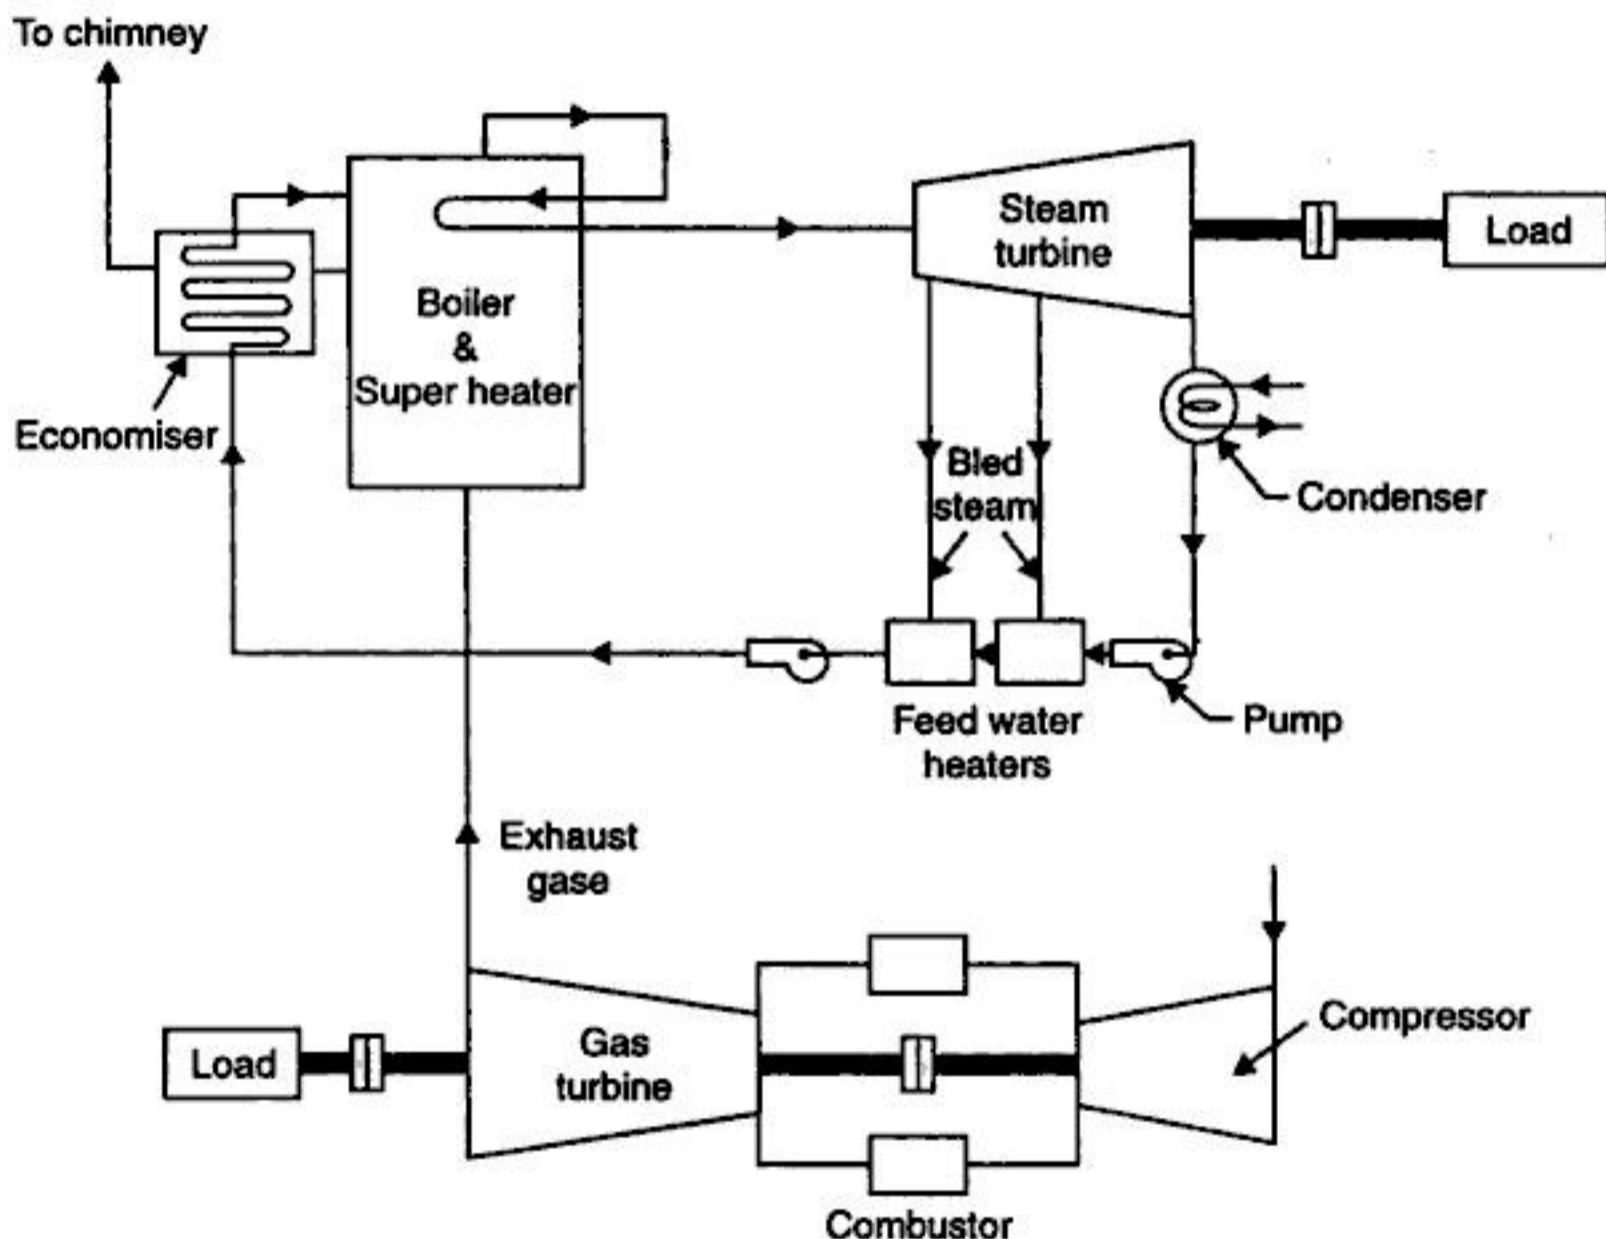 To chimney
Steam
turbine
Load
Boiler
&
Super heater
Economiser
Bled
steam
Condenser
Feed water
heaters
Pump
Exhaust
gase
Gas
turbine
Load
Compressor
Combustor